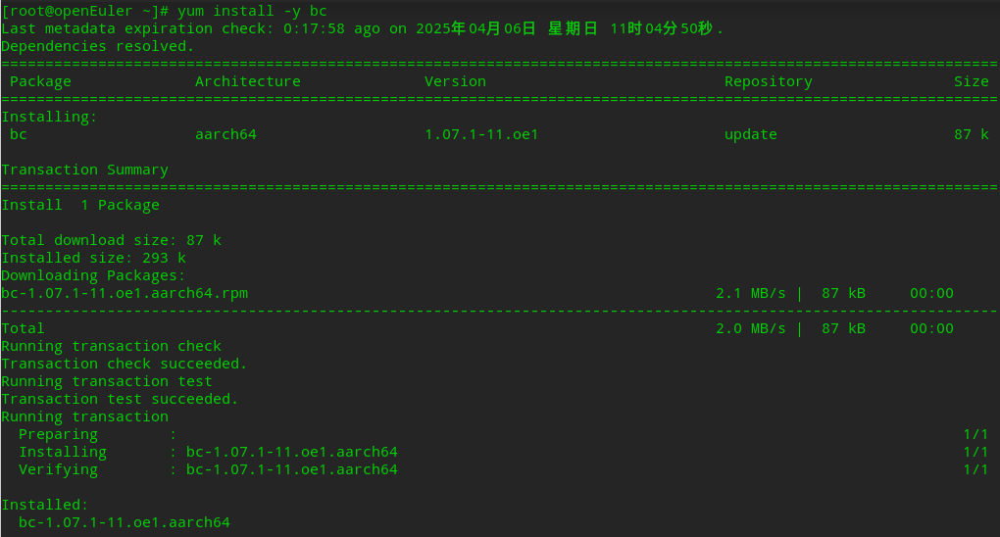 [root@openEuler ~]# yum install -y bc
Last metadata expiration check: 0:17:58 ago on 2025年04月06日 星期日 11时04分50秒.
Dependencies resolved.
================================================================================
Package Architecture Version Repository Size
================================================================================
Installing:
bc aarch64 1.07.1-11.oe1 update 87 k
Transaction Summary
================================================================================
Install 1 Package
Total download size: 87 k
Installed size: 293 k
Downloading Packages:
bc-1.07.1-11.oe1.aarch64.rpm 2.1 MB/s | 87 kB 00:00
--------------------------------------------------------------------------------
Total 2.0 MB/s | 87 kB 00:00
Running transaction check
Transaction check succeeded.
Running transaction test
Transaction test succeeded.
Running transaction
Preparing : 1/1
Installing : bc-1.07.1-11.oe1.aarch64 1/1
Verifying : bc-1.07.1-11.oe1.aarch64 1/1
Installed:
bc-1.07.1-11.oe1.aarch64